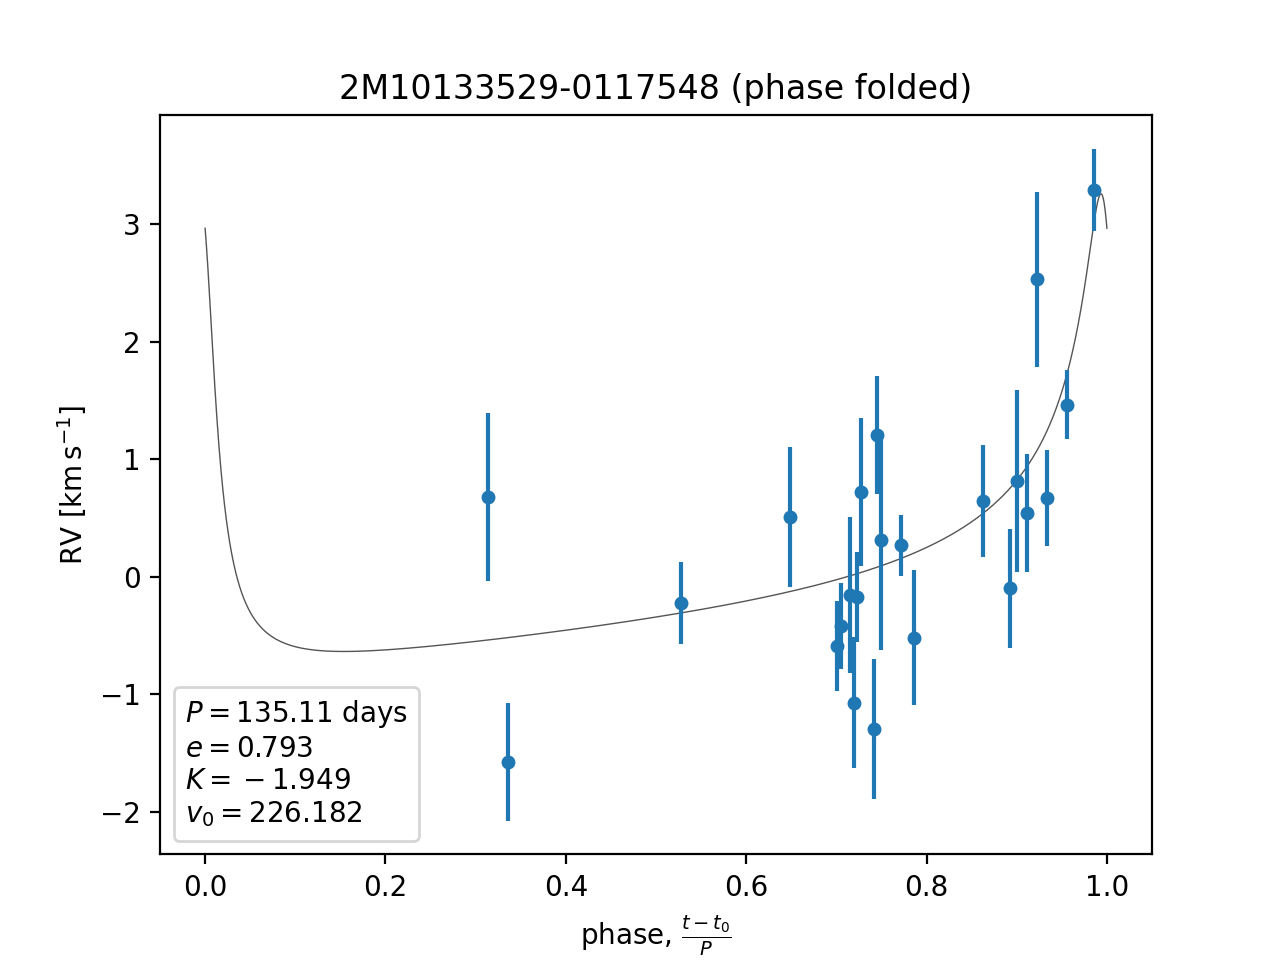 2M10133529-0117548 (phase folded)
RV [km s⁻¹]
3
2
1
0
−1
−2
P = 135.11 days
e = 0.793
K = −1.949
v₀ = 226.182
0.0 0.2 0.4 0.6 0.8 1.0
phase, (t − t₀)/P